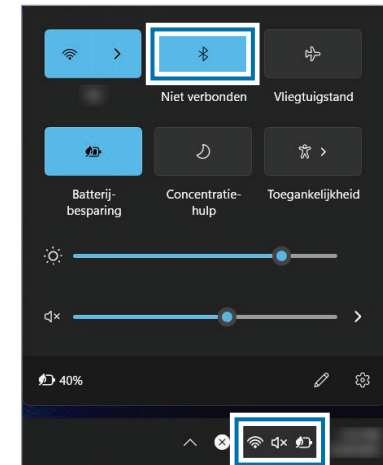 Niet verbonden Vliegtuigstand
Batterij- Concentratie- Toegankelijkheid
besparing hulp
40%